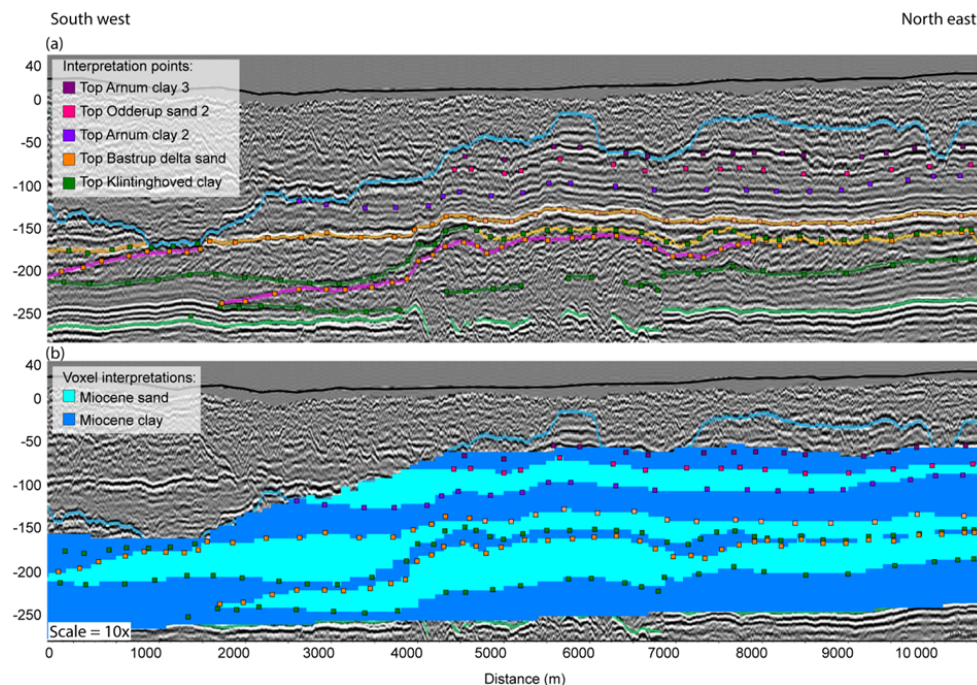 South west
North east
(a)
40
0
-50
-100
-150
-200
-250
Interpretation points:
Top Arnum clay 3
Top Odderup sand 2
Top Arnum clay 2
Top Bastrup delta sand
Top Klintinghoved clay
(b)
40
0
-50
-100
-150
-200
-250
Voxel interpretations:
Miocene sand
Miocene clay
Scale = 10x
0 1000 2000 3000 4000 5000 6000 7000 8000 9000 10 000
Distance (m)